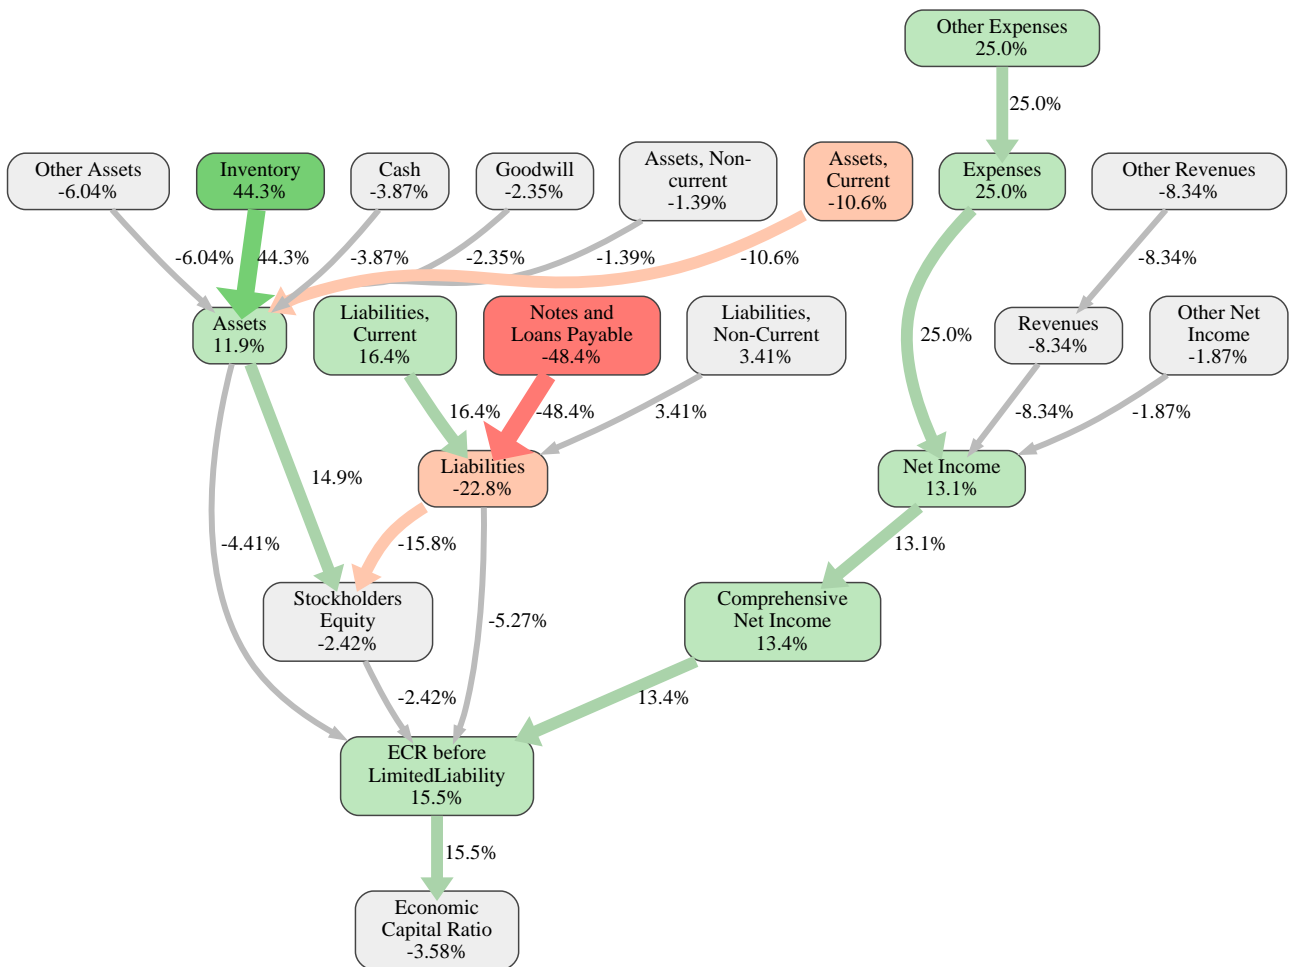 Other Expenses
25.0%
25.0%
Other Assets
-6.04%
Inventory
44.3%
Cash
-3.87%
Goodwill
-2.35%
Assets, Non-
current
-1.39%
Assets,
Current
-10.6%
Expenses
25.0%
Other Revenues
-8.34%
-6.04%
44.3%
-3.87%
-2.35%
-1.39%
-10.6%
-8.34%
Assets
11.9%
Liabilities,
Current
16.4%
Notes and
Loans Payable
-48.4%
Liabilities,
Non-Current
3.41%
25.0%
Revenues
-8.34%
Other Net
Income
-1.87%
16.4%
-48.4%
3.41%
-8.34%
-1.87%
14.9%
Liabilities
-22.8%
Net Income
13.1%
-4.41%
-15.8%
13.1%
Stockholders
Equity
-2.42%
-5.27%
Comprehensive
Net Income
13.4%
-2.42%
13.4%
ECR before
LimitedLiability
15.5%
15.5%
Economic
Capital Ratio
-3.58%